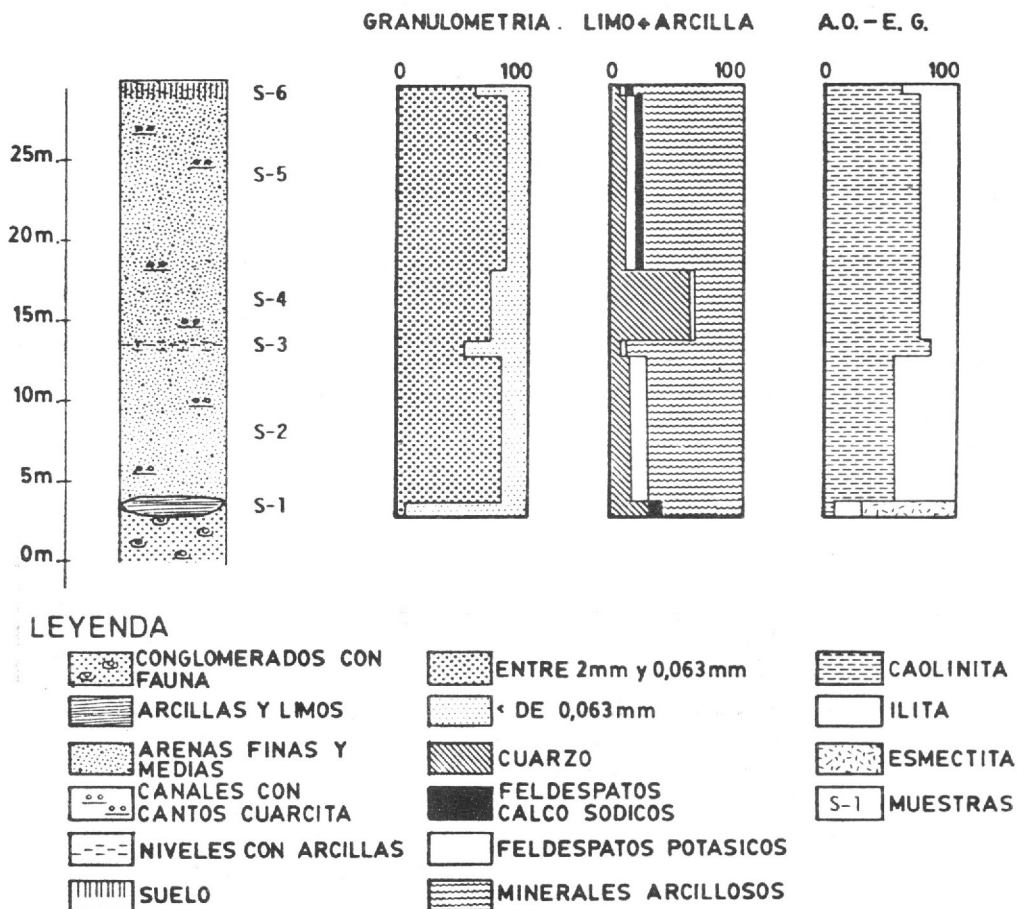 GRANULOMETRIA. LIMO+ARCILLA A.O.-E.G.
0 100 0 100 0 100
S-6
25m.
S-5
20m.
S-4
15m.
S-3
10m.
S-2
5m.
S-1
0m.
LEYENDA
CONGLOMERADOS CON
FAUNA
ARCILLAS Y LIMOS
ARENAS FINAS Y
MEDIAS
CANALES CON
CANTOS CUARCITA
NIVELES CON ARCILLAS
SUELO
ENTRE 2mm y 0,063mm
< DE 0,063mm
CUARZO
FELDESPATOS
CALCO SODICOS
FELDESPATOS POTASICOS
MINERALES ARCILLOSOS
CAOLINITA
ILITA
ESMECTITA
S-1 MUESTRAS